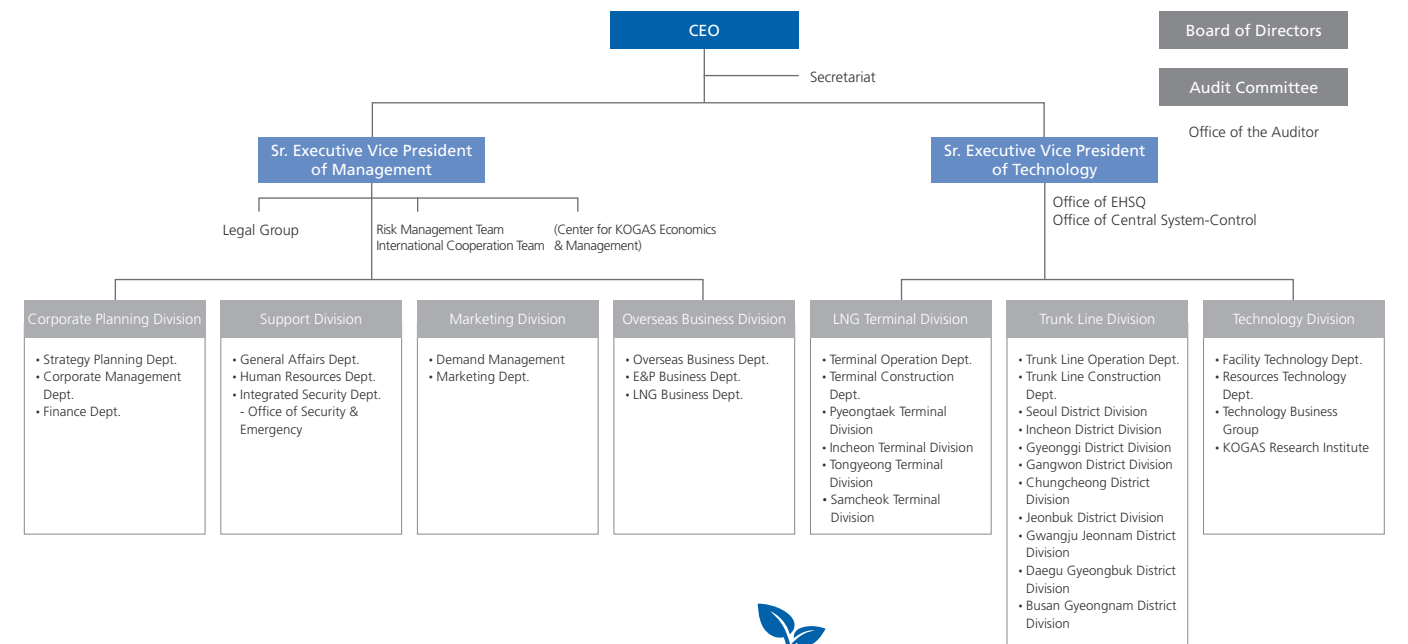 CEO
Board of Directors
Secretariat
Audit Committee
Office of the Auditor
Sr. Executive Vice President
of Management
Sr. Executive Vice President
of Technology
Legal Group
Risk Management Team
International Cooperation Team
(Center for KOGAS Economics
& Management)
Office of EHSQ
Office of Central System-Control
Corporate Planning Division
• Strategy Planning Dept.
• Corporate Management
Dept.
• Finance Dept.
Support Division
• General Affairs Dept.
• Human Resources Dept.
• Integrated Security Dept.
- Office of Security &
Emergency
Marketing Division
• Demand Management
• Marketing Dept.
Overseas Business Division
• Overseas Business Dept.
• E&P Business Dept.
• LNG Business Dept.
LNG Terminal Division
• Terminal Operation Dept.
• Terminal Construction
Dept.
• Pyeongtaek Terminal
Division
• Incheon Terminal Division
• Tongyeong Terminal
Division
• Samcheok Terminal
Division
Trunk Line Division
• Trunk Line Operation Dept.
• Trunk Line Construction
Dept.
• Seoul District Division
• Incheon District Division
• Gyeonggi District Division
• Gangwon District Division
• Chungcheong District
Division
• Jeonbuk District Division
• Gwangju Jeonnam District
Division
• Daegu Gyeongbuk District
Division
• Busan Gyeongnam District
Division
Technology Division
• Facility Technology Dept.
• Resources Technology
Dept.
• Technology Business
Group
• KOGAS Research Institute